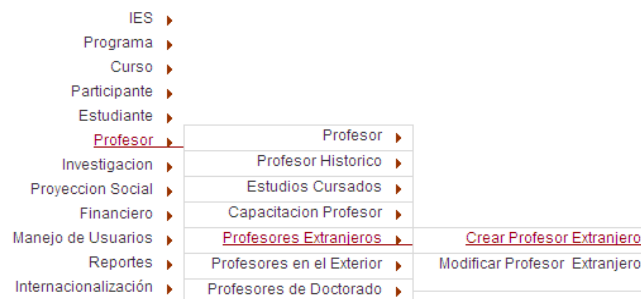 IES
Programa
Curso
Participante
Estudiante
Profesor
Investigacion
Proyeccion Social
Financiero
Manejo de Usuarios
Reportes
Internacionalización
Profesor
Profesor Historico
Estudios Cursados
Capacitacion Profesor
Profesores Extranjeros
Profesores en el Exterior
Profesores de Doctorado
Crear Profesor Extranjero
Modificar Profesor Extranjero